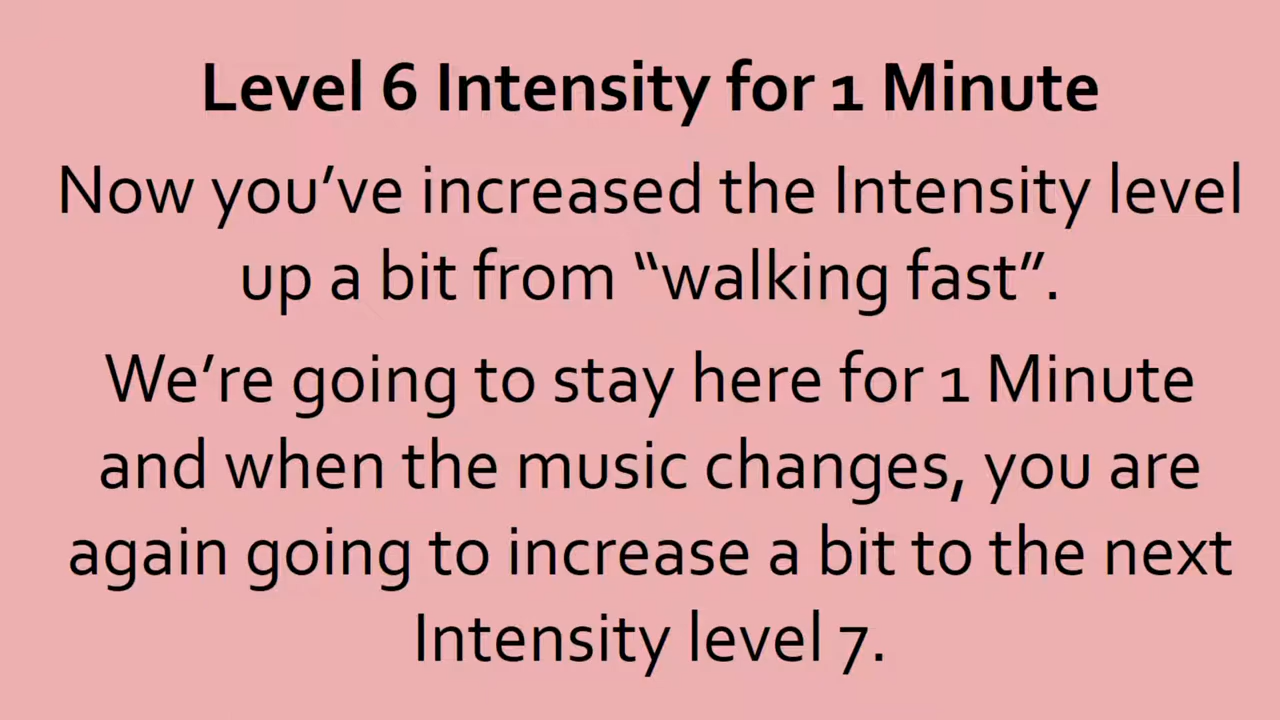 Level 6 Intensity for 1 Minute
Now you’ve increased the Intensity level
up a bit from “walking fast”.
We’re going to stay here for 1 Minute
and when the music changes, you are
again going to increase a bit to the next
Intensity level 7.